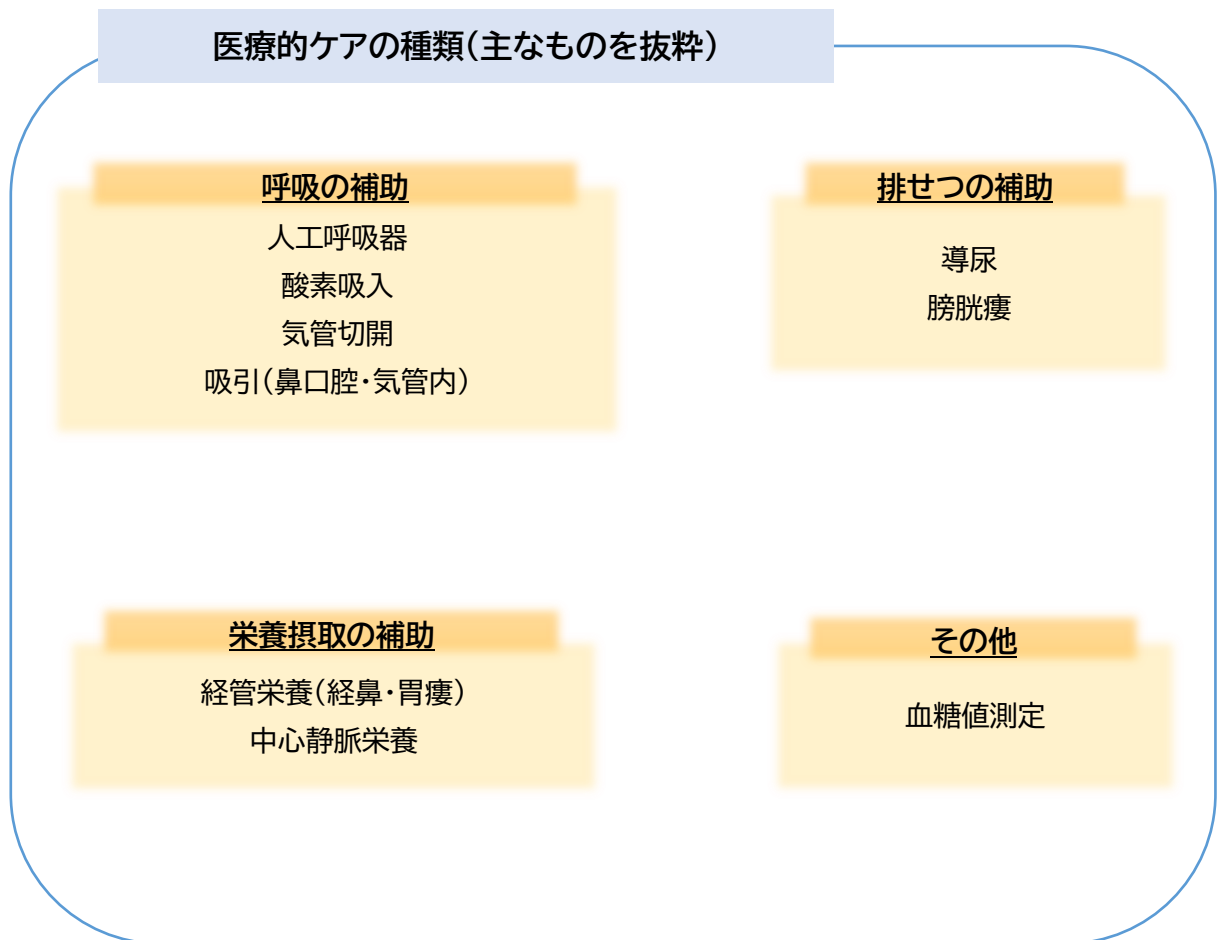 医療的ケアの種類（主なものを抜粋）
呼吸の補助
人工呼吸器
酸素吸入
気管切開
吸引（鼻口腔・気管内）
排せつの補助
導尿
膀胱瘻
栄養摂取の補助
経管栄養（経鼻・胃瘻）
中心静脈栄養
その他
血糖値測定